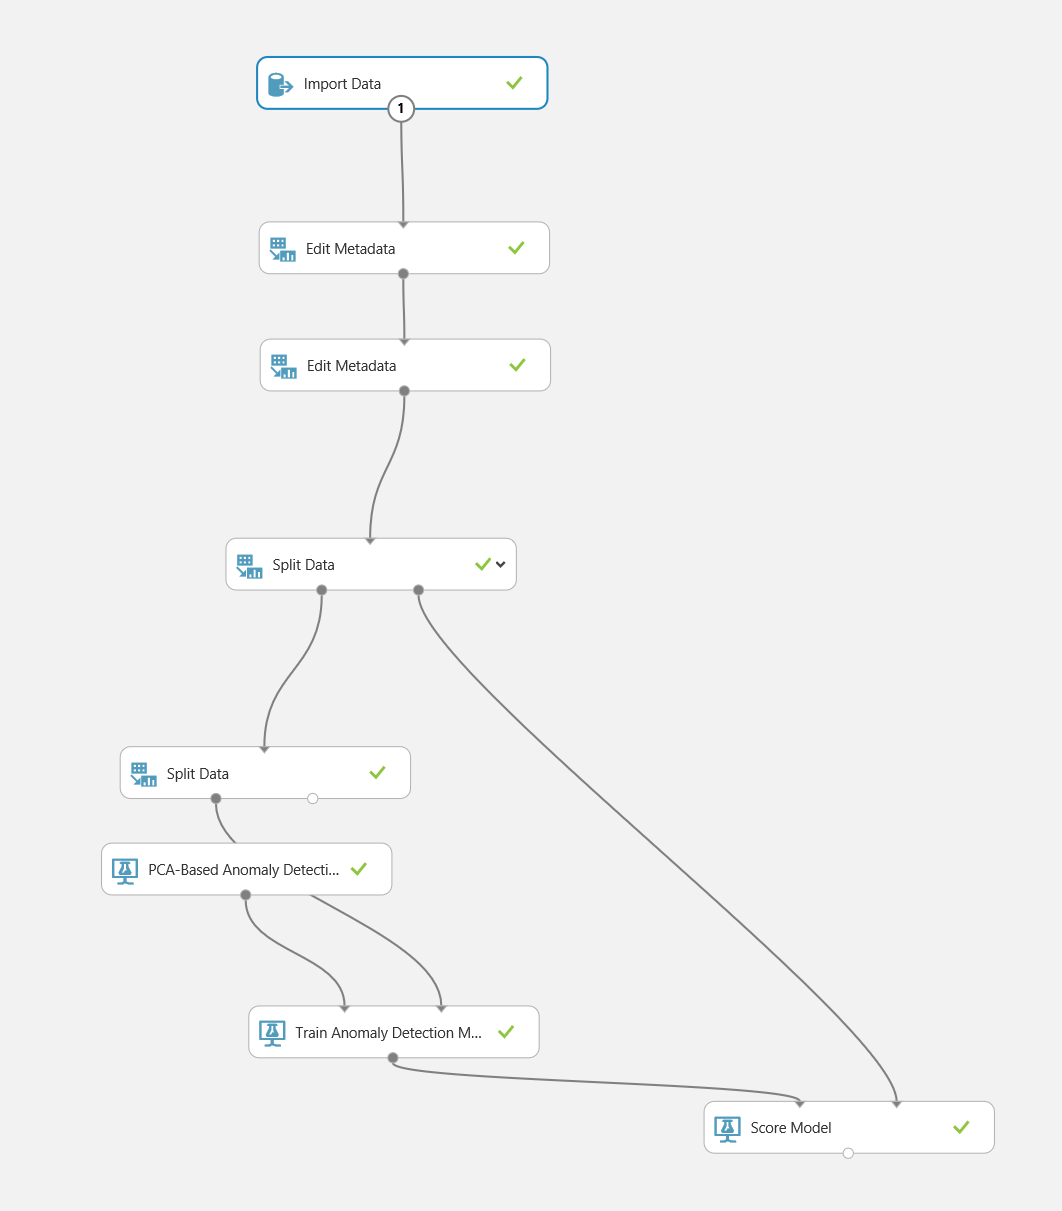 Import Data
1
Edit Metadata
Edit Metadata
Split Data
Split Data
PCA-Based Anomaly Detecti...
Train Anomaly Detection M...
Score Model